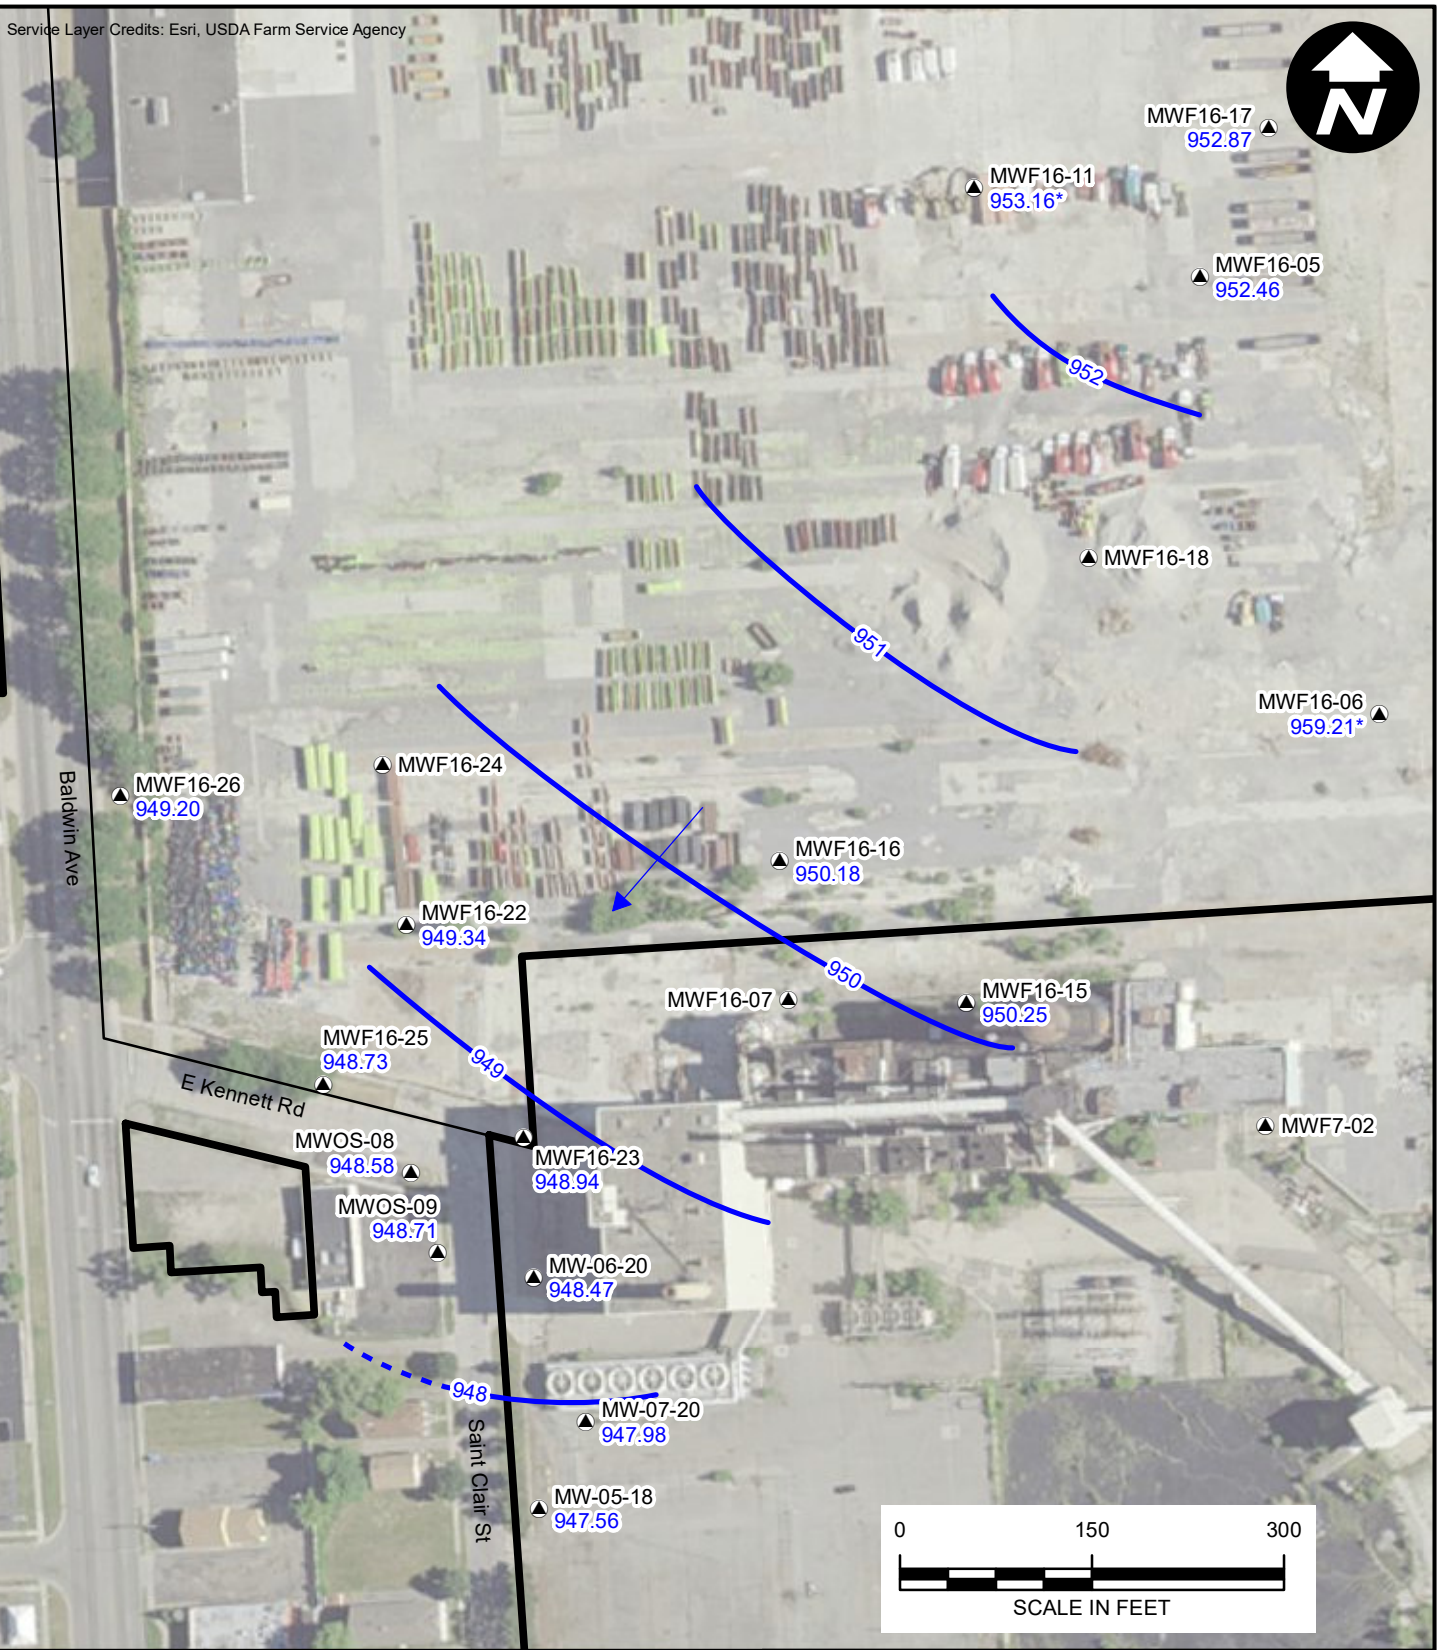 Service Layer Credits: Esri, USDA Farm Service Agency
N
MWF16-17
952.87
MWF16-11
953.16*
MWF16-05
952.46
952
951
MWF16-18
MWF16-06
959.21*
MWF16-24
MWF16-26
949.20
Baldwin Ave
MWF16-16
950.18
MWF16-22
949.34
950
MWF16-07
MWF16-15
950.25
MWF16-25
948.73
949
E Kennett Rd
MWF7-02
MWOS-08
948.58
MWF16-23
948.94
MWOS-09
948.71
MW-06-20
948.47
948
MW-07-20
947.98
Saint Clair St
MW-05-18
947.56
0 150 300
SCALE IN FEET